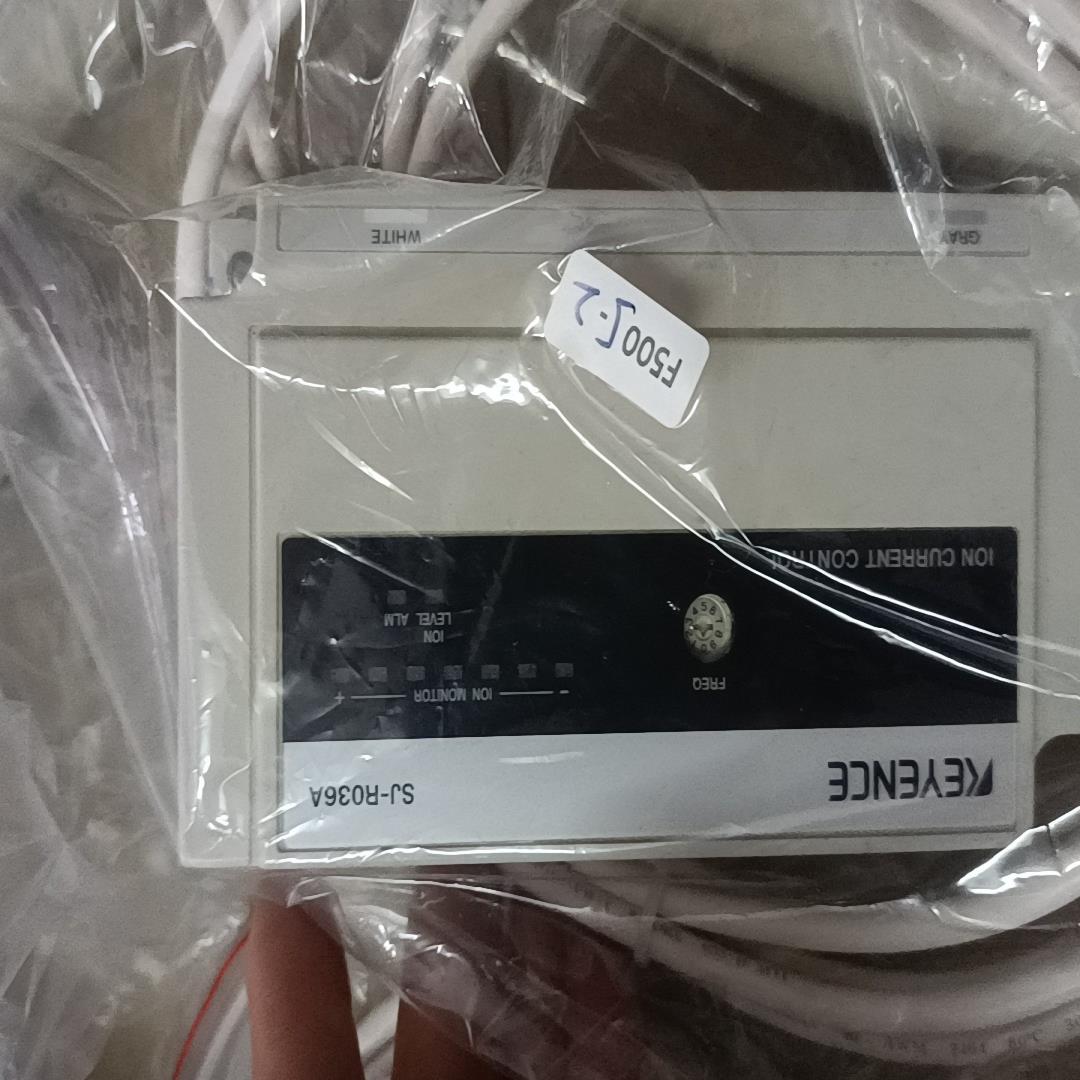 KEYENCE
SJ-R036A
FREQ
- ION MONITOR +
ION
LEVEL ALM
ION CURRENT CONTROL
F500J-2
GRAY
WHITE